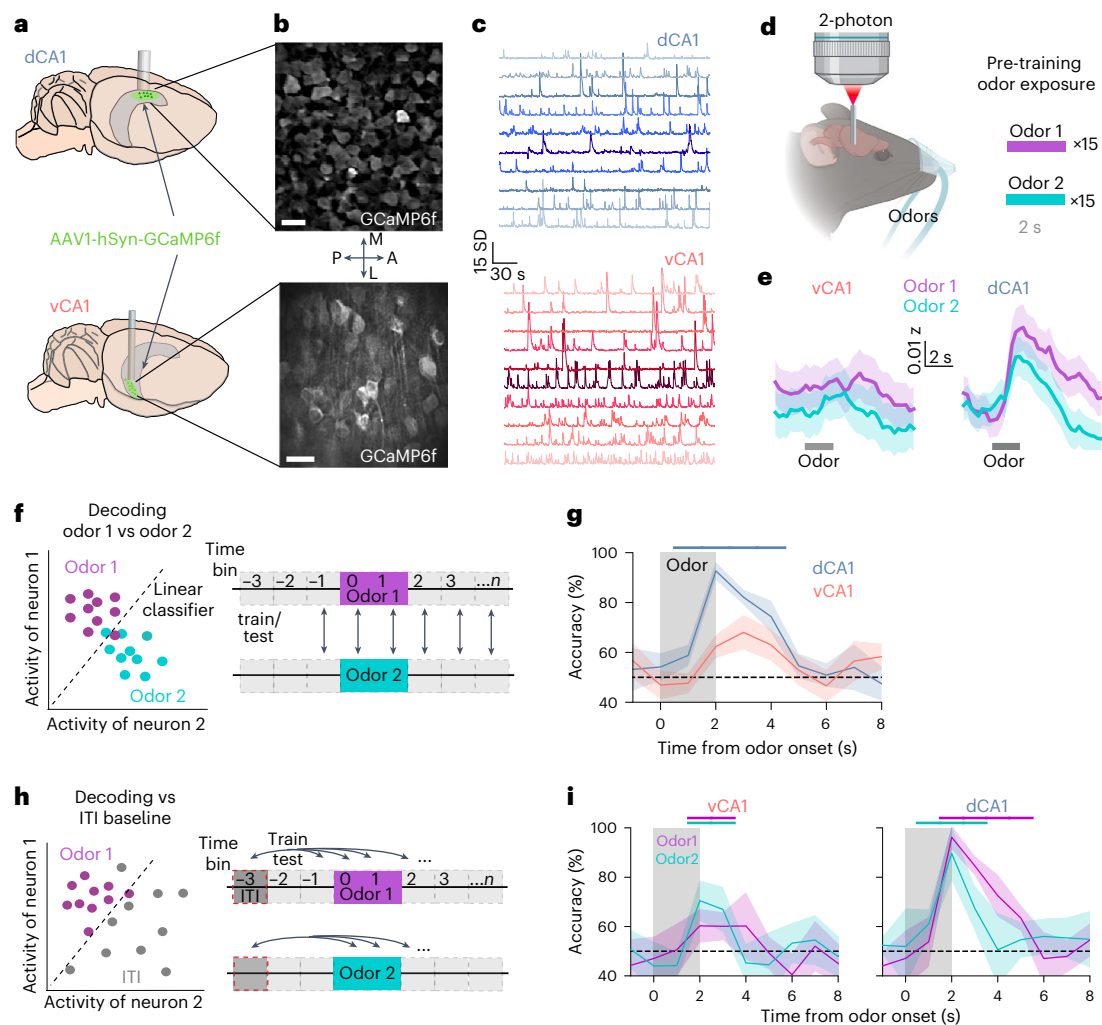 a
dCA1
AAV1-hSyn-GCaMP6f
vCA1
b
GCaMP6f
M
P A
L
GCaMP6f
c
dCA1
15 SD
30 s
vCA1
d
2-photon
Pre-training
odor exposure
Odor 1
×15
Odor 2
×15
2 s
Odors
e
vCA1
Odor 1
Odor 2
dCA1
0.01 z
2 s
Odor
Odor
f
Decoding
odor 1 vs odor 2
Activity of neuron 1
Odor 1
Linear
classifier
Odor 2
Activity of neuron 2
Time
bin
–3 –2 –1 0 1 2 3 ...n
Odor 1
train/
test
Odor 2
g
Accuracy (%)
100
80
60
40
Odor
dCA1
vCA1
0 2 4 6 8
Time from odor onset (s)
h
Decoding vs
ITI baseline
Activity of neuron 1
Odor 1
ITI
Activity of neuron 2
Time
bin
Train
test
...
–3 –2 –1 0 1 2 3 ...n
ITI
Odor 1
...
Odor 2
i
vCA1
Accuracy (%)
100
80
60
40
Odor1
Odor2
0 2 4 6 8
dCA1
100
80
60
40
0 2 4 6 8
Time from odor onset (s)